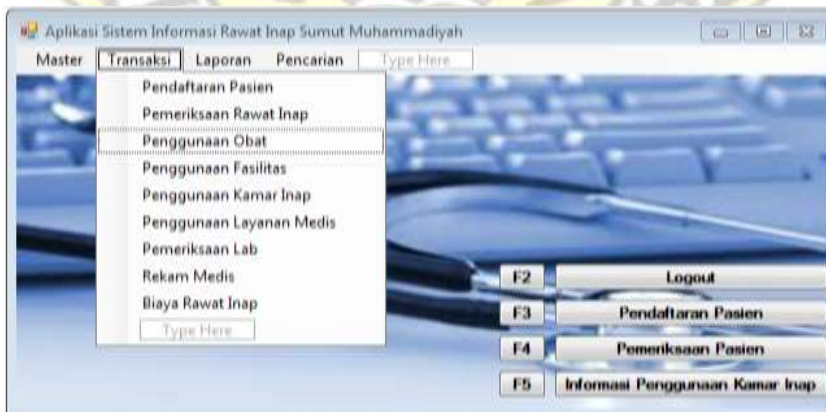 Aplikasi Sistem Informasi Rawat Inap Sumut Muhammadiyah
Master Transaksi Laporan Pencarian Type Here
Pendaftaran Pasien
Pemeriksaan Rawat Inap
Penggunaan Obat
Penggunaan Fasilitas
Penggunaan Kamar Inap
Penggunaan Layanan Medis
Pemeriksaan Lab
Rekam Medis
Biaya Rawat Inap
Type Here
F2 Logout
F3 Pendaftaran Pasien
F4 Pemeriksaan Pasien
F5 Informasi Penggunaan Kamar Inap